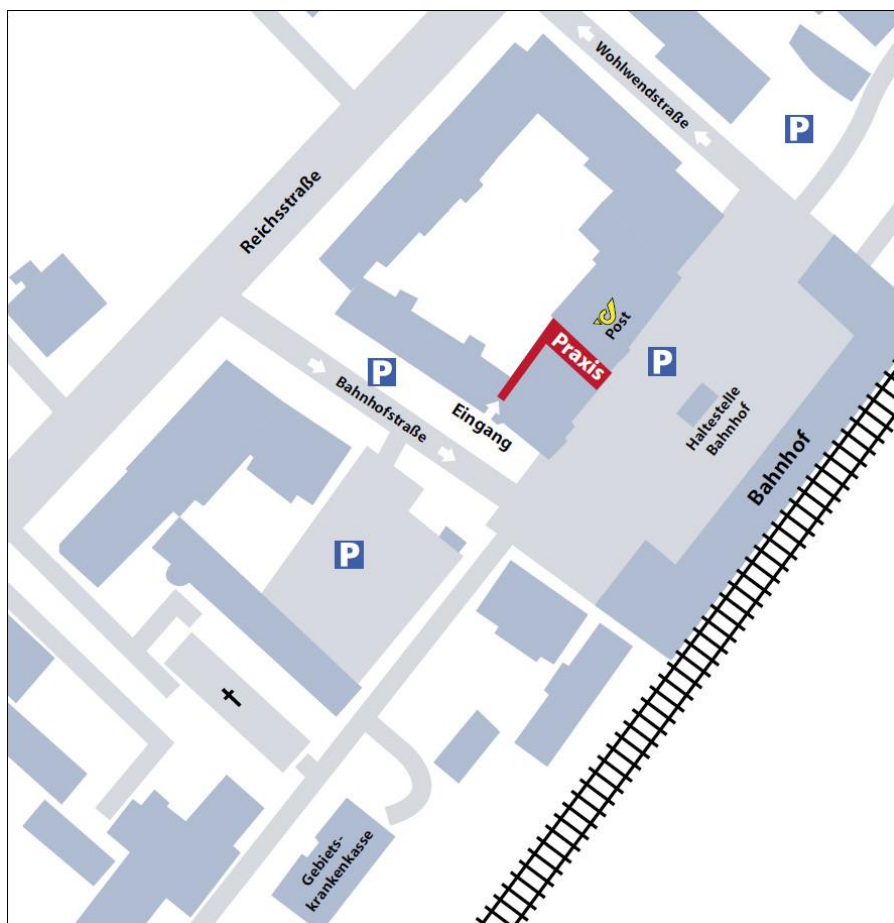 Wohlwendstraße
P
Reichsstraße
Post
Praxis
P
P
Bahnhofstraße
Eingang
Haltestelle
Bahnhof
Bahnhof
P
Gebiets-
krankenkasse